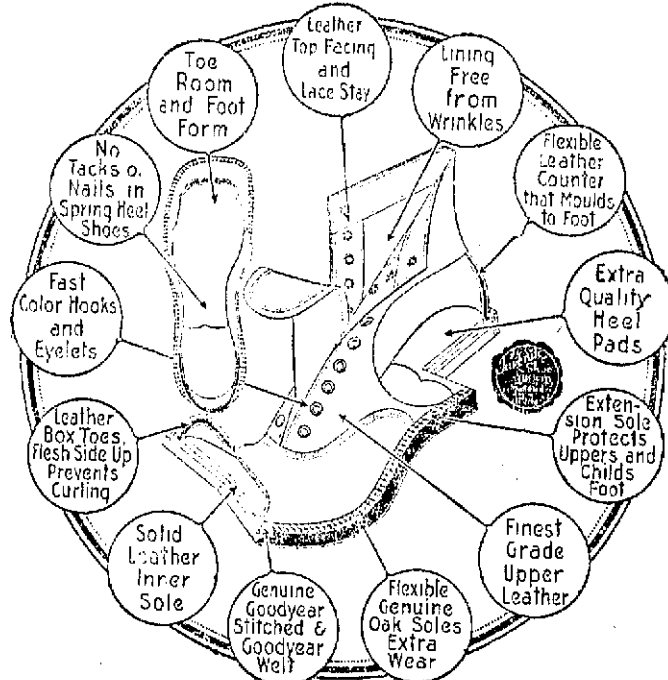 Toe
Room
and Foot
Form
Leather
Top Facing
and
Lace Stay
Lining
Free
from
Wrinkles
Flexible
Leather
Counter
that Moulds
to Foot
Extra
Quality
Heel
Pads
Extension
Sole
Protects
Uppers and
Childs
Foot
Finest
Grade
Upper
Leather
Flexible
Genuine
Oak Soles
Extra
Wear
Genuine
Goodyear
Stitched &
Goodyear
Welt
Solid
Leather
Inner
Sole
Leather
Box Toes,
Flesh Side Up
Prevents
Curling
Fast
Color Hooks
and
Eyelets
No
Tacks or
Nails in
Spring Heel
Shoes